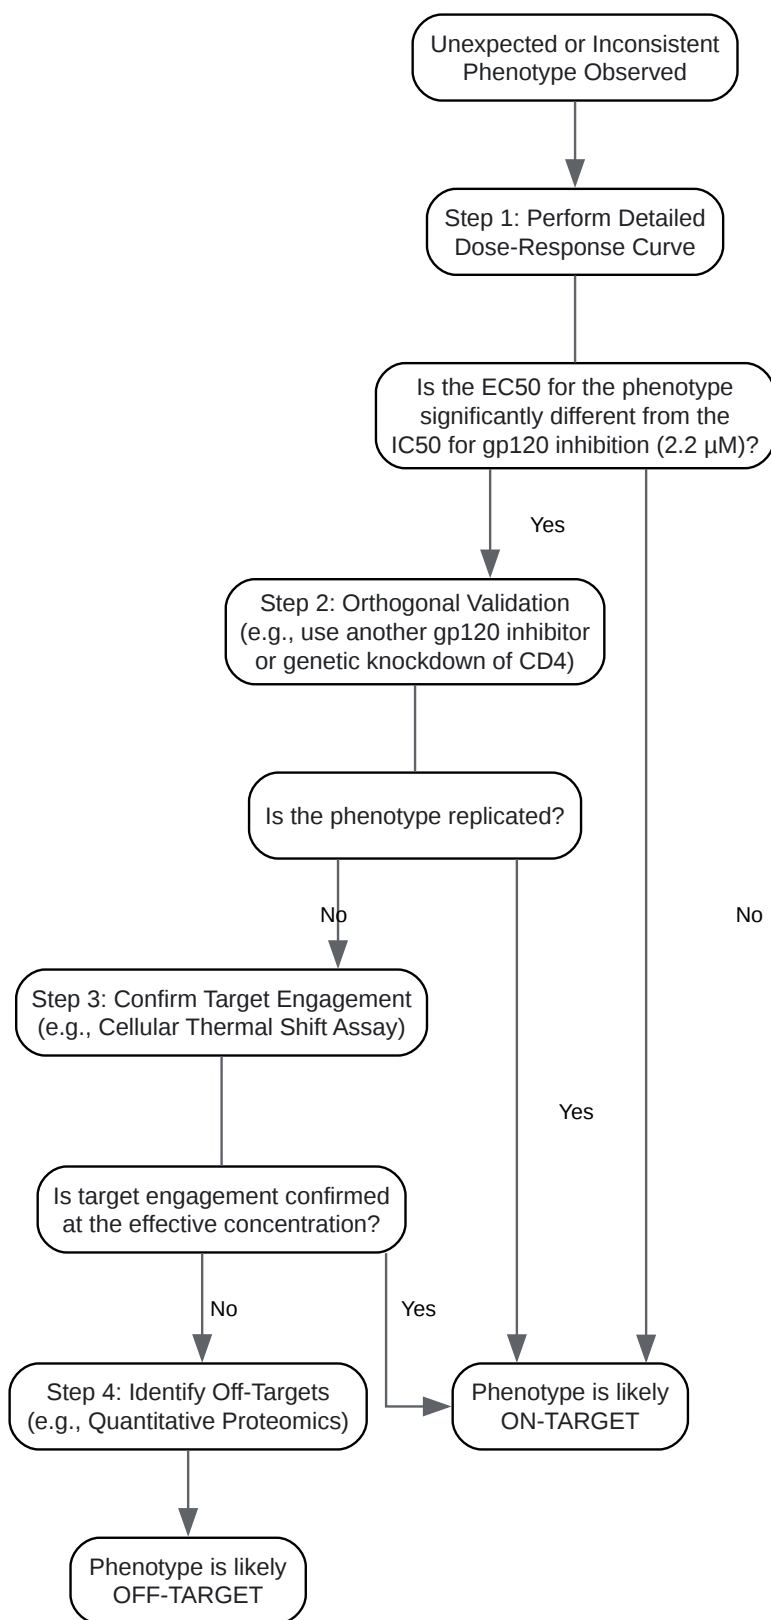 Unexpected or Inconsistent
Phenotype Observed
Step 1: Perform Detailed
Dose-Response Curve
Is the EC50 for the phenotype
significantly different from the
IC50 for gp120 inhibition (2.2 µM)?
Yes
Step 2: Orthogonal Validation
(e.g., use another gp120 inhibitor
or genetic knockdown of CD4)
Is the phenotype replicated?
No
No
Step 3: Confirm Target Engagement
(e.g., Cellular Thermal Shift Assay)
Yes
Is target engagement confirmed
at the effective concentration?
No
Yes
Step 4: Identify Off-Targets
(e.g., Quantitative Proteomics)
Phenotype is likely
ON-TARGET
Phenotype is likely
OFF-TARGET